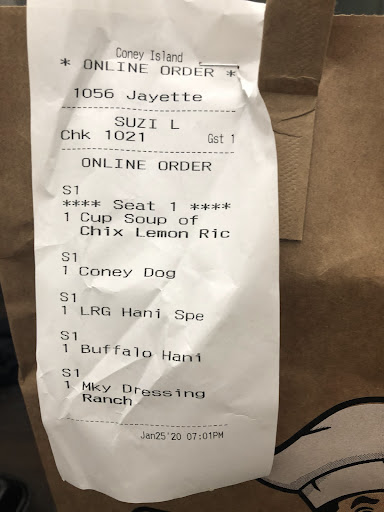 Coney Island
* ONLINE ORDER *
1056 Jayette
SUZI L
Chk 1021 Gst 1
ONLINE ORDER
S1
**** Seat 1 ****
1 Cup Soup of
Chix Lemon Ric
S1
1 Coney Dog
S1
1 LRG Hani Spe
S1
1 Buffalo Hani
S1
1 Mky Dressing
Ranch
Jan25'20 07:01PM